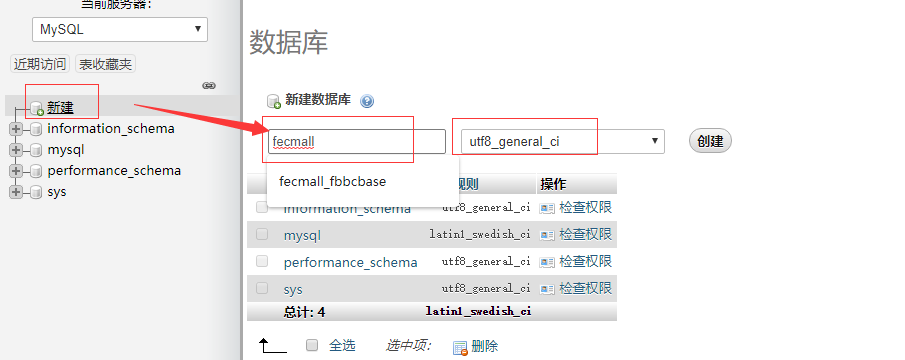 当前服务器：
MySQL
近期访问 表收藏夹
新建
information_schema
mysql
performance_schema
sys
数据库
新建数据库
fecmall utf8_general_ci 创建
fecmall_fbbcbase
规则 操作
information_schema utf8_general_ci 检查权限
mysql latin1_swedish_ci 检查权限
performance_schema utf8_general_ci 检查权限
sys utf8_general_ci 检查权限
总计: 4 latin1_swedish_ci
全选 选中项: 删除